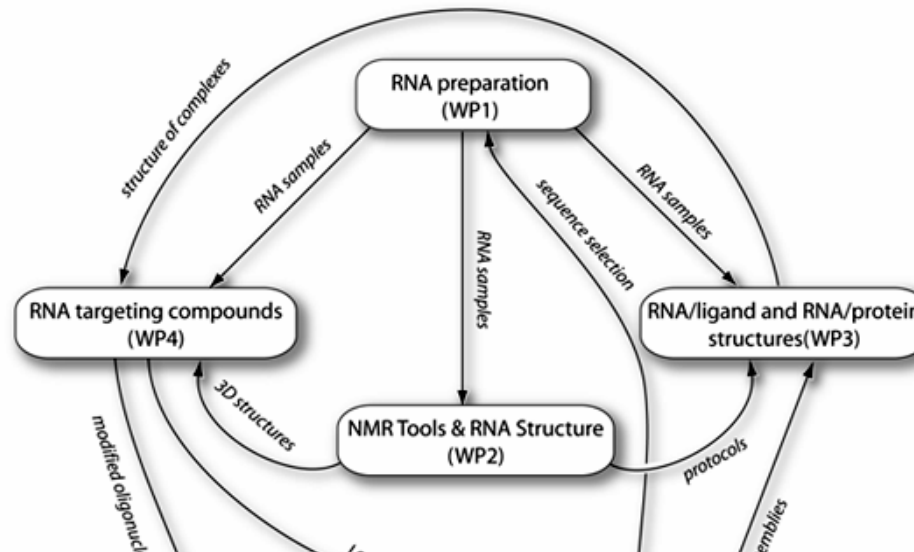 RNA preparation
(WP1)
structure of complexes
RNA samples
RNA samples
sequence selection
RNA samples
RNA targeting compounds
(WP4)
RNA/ligand and RNA/protein
structures(WP3)
3D structures
NMR Tools & RNA Structure
(WP2)
protocols
modified